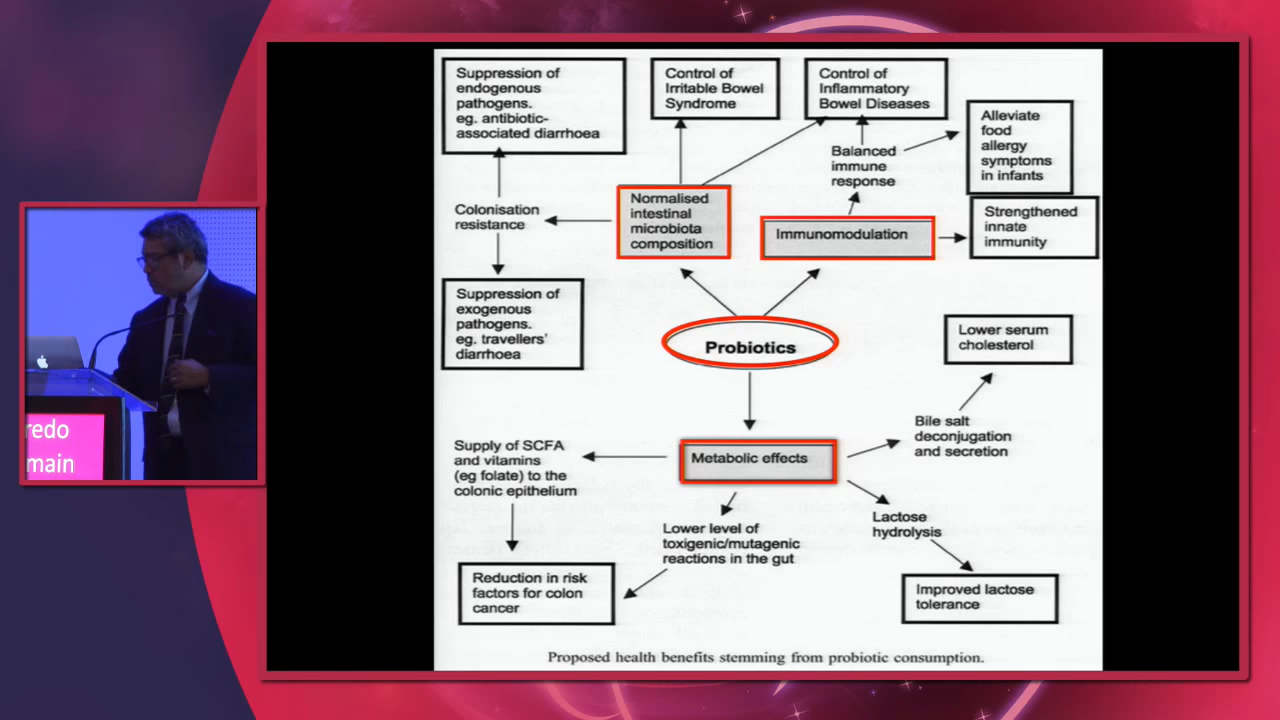 Suppression of
endogenous
pathogens.
eg. antibiotic-
associated diarrhoea
Control of
Irritable Bowel
Syndrome
Control of
Inflammatory
Bowel Diseases
Alleviate
food
allergy
symptoms
in infants
Balanced
immune
response
Colonisation
resistance
Normalised
intestinal
microbiota
composition
Immunomodulation
Strengthened
innate
immunity
Suppression of
exogenous
pathogens.
eg. travellers'
diarrhoea
Probiotics
Lower serum
cholesterol
Supply of SCFA
and vitamins
(eg folate) to the
colonic epithelium
Metabolic effects
Bile salt
deconjugation
and secretion
Lower level of
toxigenic/mutagenic
reactions in the gut
Lactose
hydrolysis
Reduction in risk
factors for colon
cancer
Improved lactose
tolerance
Proposed health benefits stemming from probiotic consumption.
redo
main